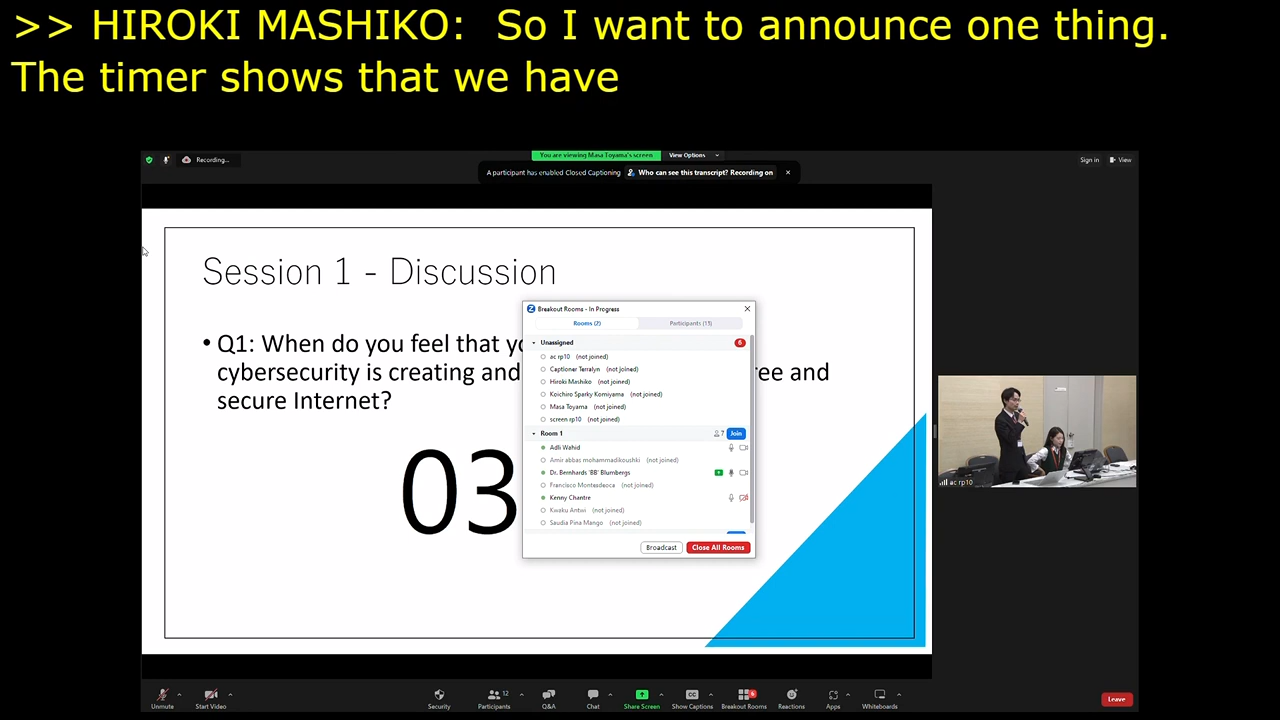 >> HIROKI MASHIKO:  So I want to announce one thing.
The timer shows that we have
Recording...
You are viewing Masa Toyama's screen
View Options
Sign in
View
A participant has enabled Closed Captioning
Who can see this transcript? Recording on
Session 1 - Discussion
• Q1: When do you feel that yo
cybersecurity is creating and
ree and
secure Internet?
03
Breakout Rooms - In Progress
Rooms (2)
Participants (13)
Unassigned
6
ac rp10 (not joined)
Captioner Terralyn (not joined)
Hiroki Mashiko (not joined)
Koichiro Sparky Komiyama (not joined)
Masa Toyama (not joined)
screen rp10 (not joined)
Room 1
7
Join
Adli Wahid
Amir abbas mohammadikoushki (not joined)
Dr. Bernhards 'BB' Blumbergs
Francisco Montesdeoca (not joined)
Kenny Chantre
Kwaku Antwi (not joined)
Saudia Pina Mango (not joined)
Broadcast
Close All Rooms
ac rp10
Unmute
Start Video
Security
Participants
12
Q&A
Chat
Share Screen
CC
Show Captions
Breakout Rooms
6
Reactions
Apps
Whiteboards
Leave